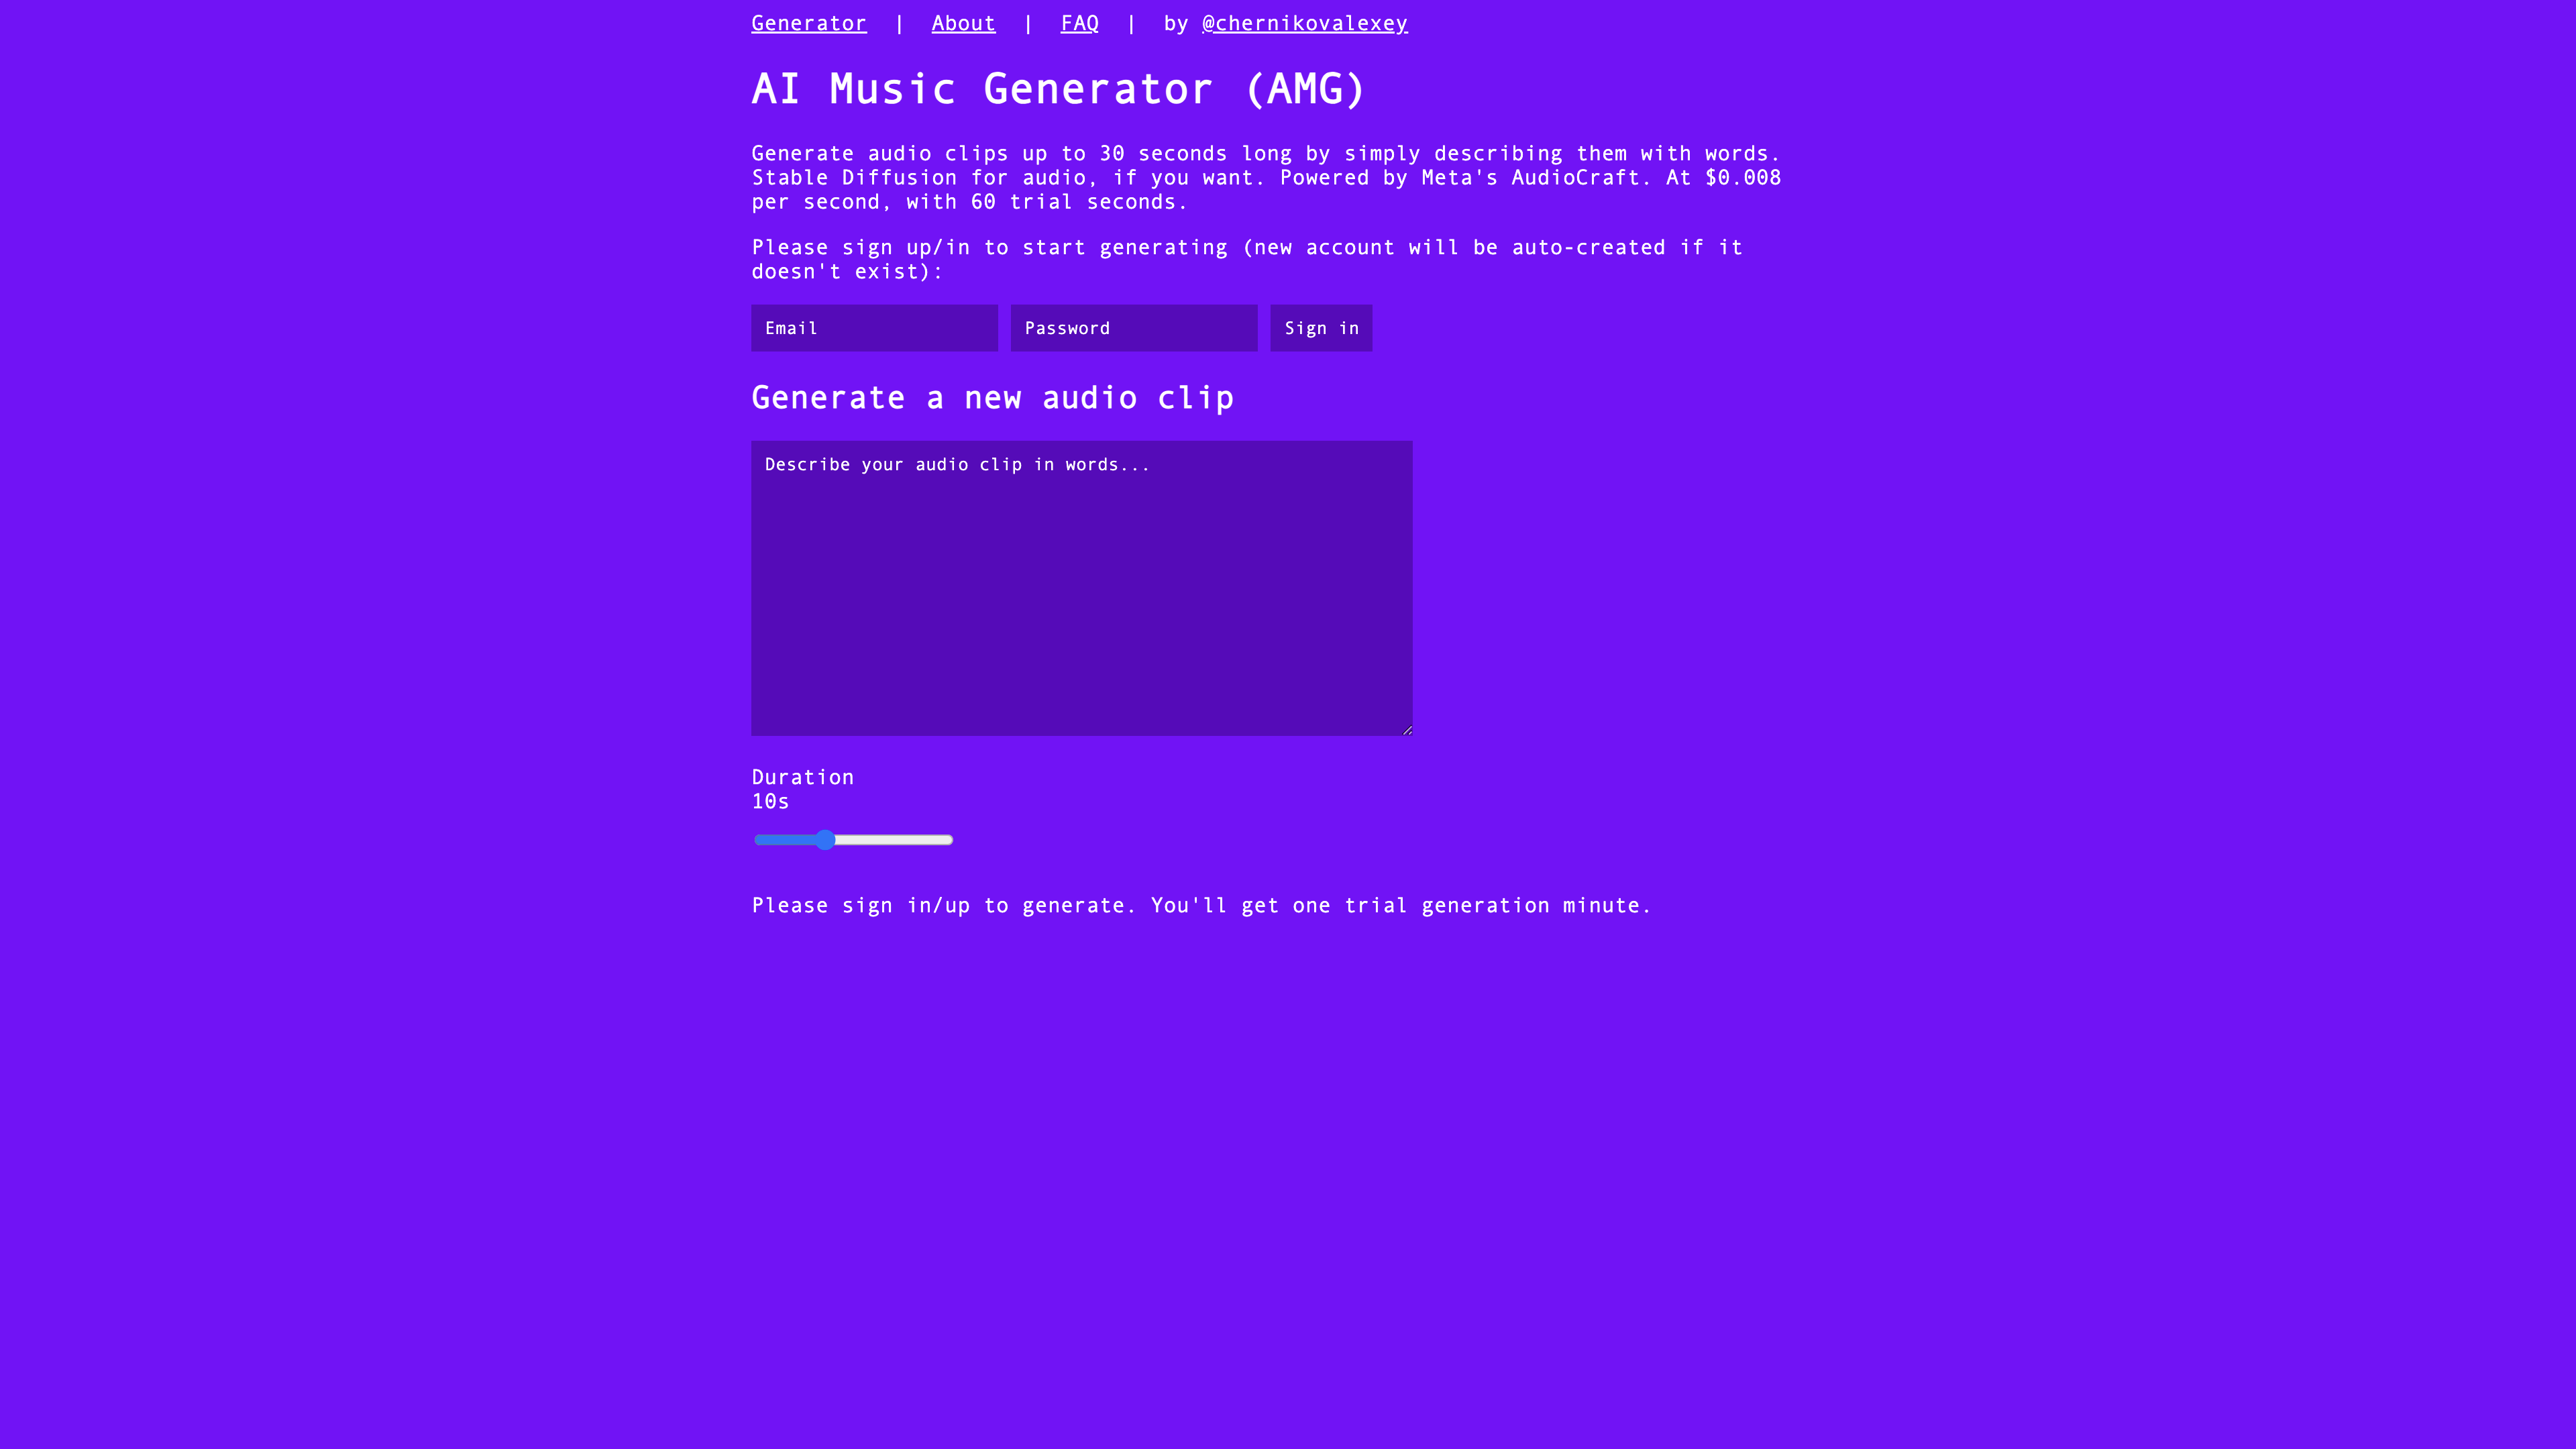 Generator | About | FAQ | by @chernikovalexey
AI Music Generator (AMG)
Generate audio clips up to 30 seconds long by simply describing them with words.
Stable Diffusion for audio, if you want. Powered by Meta's AudioCraft. At $0.008
per second, with 60 trial seconds.
Please sign up/in to start generating (new account will be auto-created if it
doesn't exist):
Email Password Sign in
Generate a new audio clip
Describe your audio clip in words...
Duration
10s
Please sign in/up to generate. You'll get one trial generation minute.